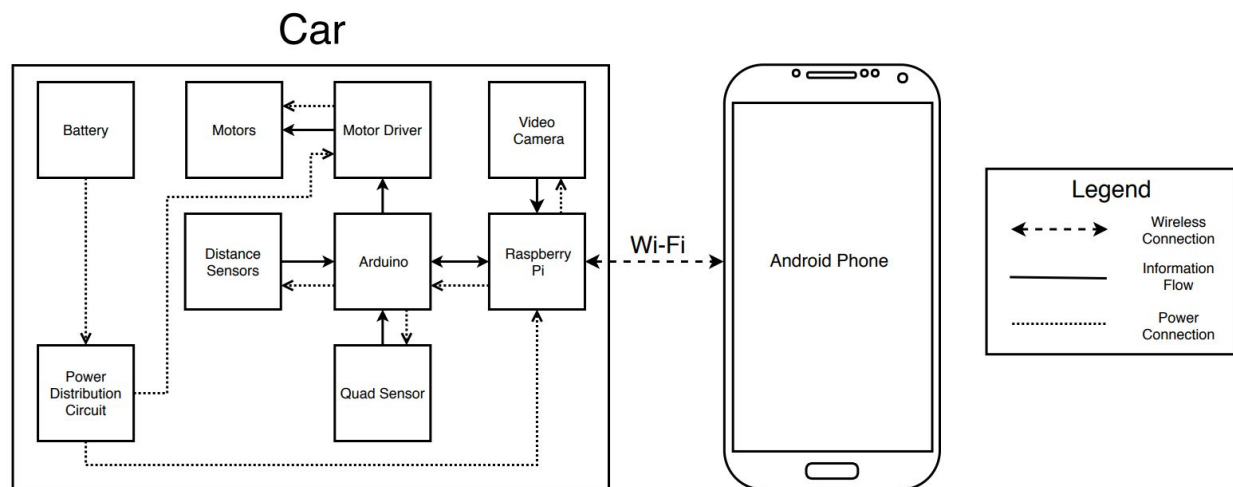 Car
Battery
Motors
Motor Driver
Video
Camera
Distance
Sensors
Arduino
Raspberry
Pi
Wi-Fi
Power
Distribution
Circuit
Quad Sensor
Android Phone
Legend
Wireless
Connection
Information
Flow
Power
Connection